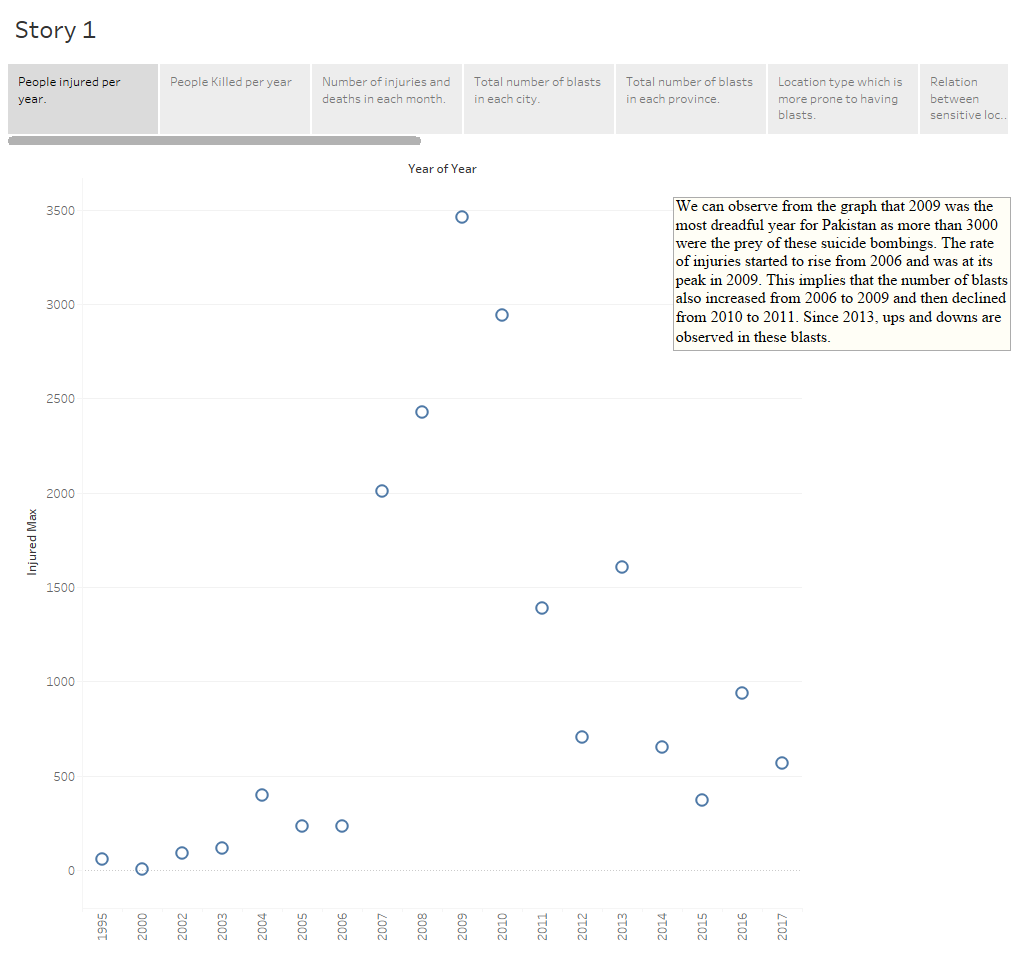 Story 1
People injured per
year.
People Killed per year
Number of injuries and
deaths in each month.
Total number of blasts
in each city.
Total number of blasts
in each province.
Location type which is
more prone to having
blasts.
Relation
between
sensitive loc..
Year of Year
We can observe from the graph that 2009 was the
most dreadful year for Pakistan as more than 3000
were the prey of these suicide bombings. The rate
of injuries started to rise from 2006 and was at its
peak in 2009. This implies that the number of blasts
also increased from 2006 to 2009 and then declined
from 2010 to 2011. Since 2013, ups and downs are
observed in these blasts.
3500
3000
2500
2000
1500
1000
500
0
Injured Max
1995
2000
2002
2003
2004
2005
2006
2007
2008
2009
2010
2011
2012
2013
2014
2015
2016
2017